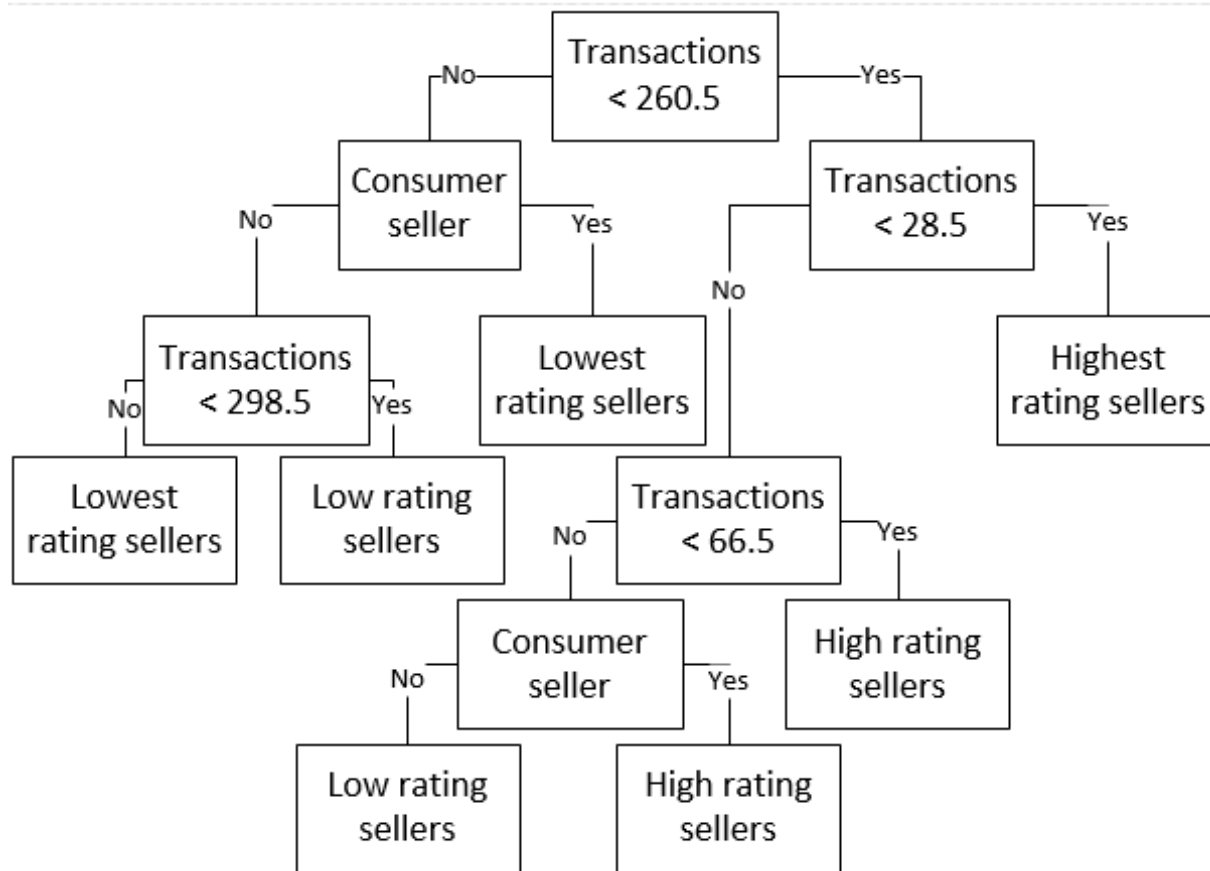 Transactions
< 260.5
No
Yes
Consumer
seller
Transactions
< 28.5
No
Yes
No
Yes
Transactions
< 298.5
Lowest
rating sellers
Highest
rating sellers
No
Yes
Lowest
rating sellers
Low rating
sellers
Transactions
< 66.5
No
Yes
Consumer
seller
High rating
sellers
No
Yes
Low rating
sellers
High rating
sellers